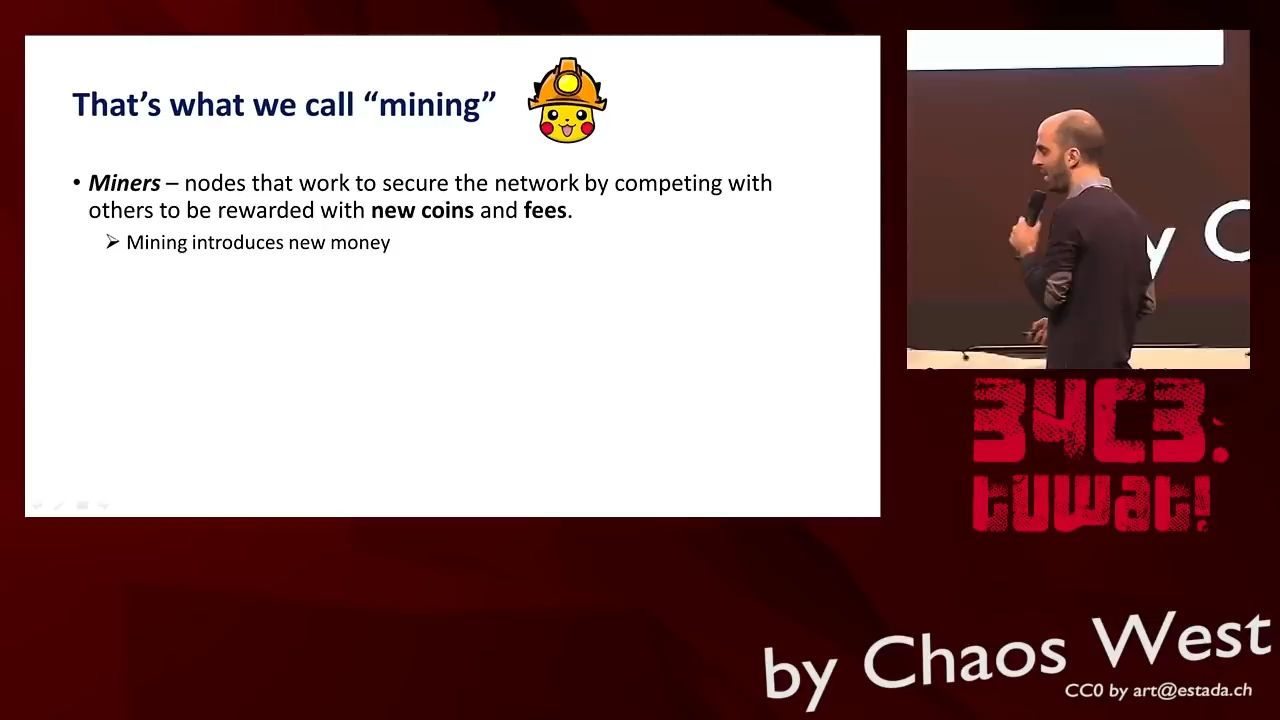 That's what we call “mining”
• Miners – nodes that work to secure the network by competing with
others to be rewarded with new coins and fees.
➢ Mining introduces new money
y C
34C3.
tuwat!
by Chaos West
CC0 by art@estada.ch